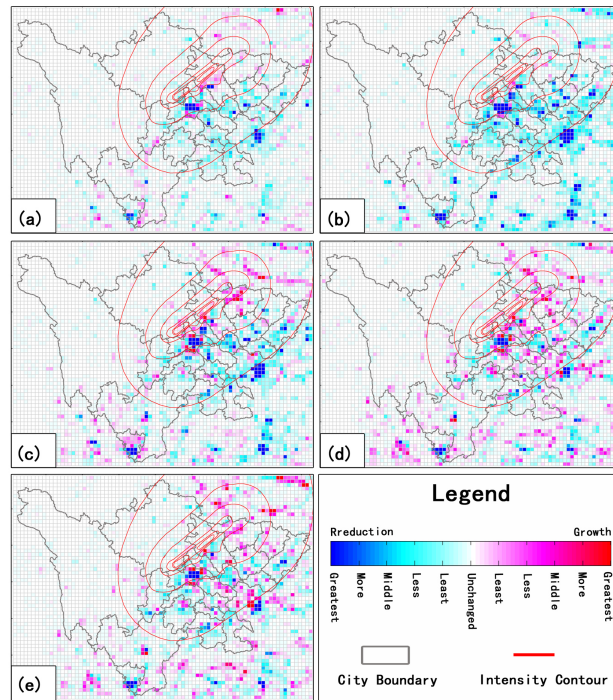 (a)
(b)
(c)
(d)
(e)
Legend
Rreduction Growth
Greatest
More
Middle
Less
Least
Unchanged
Least
Less
Middle
More
Greatest
City Boundary Intensity Contour